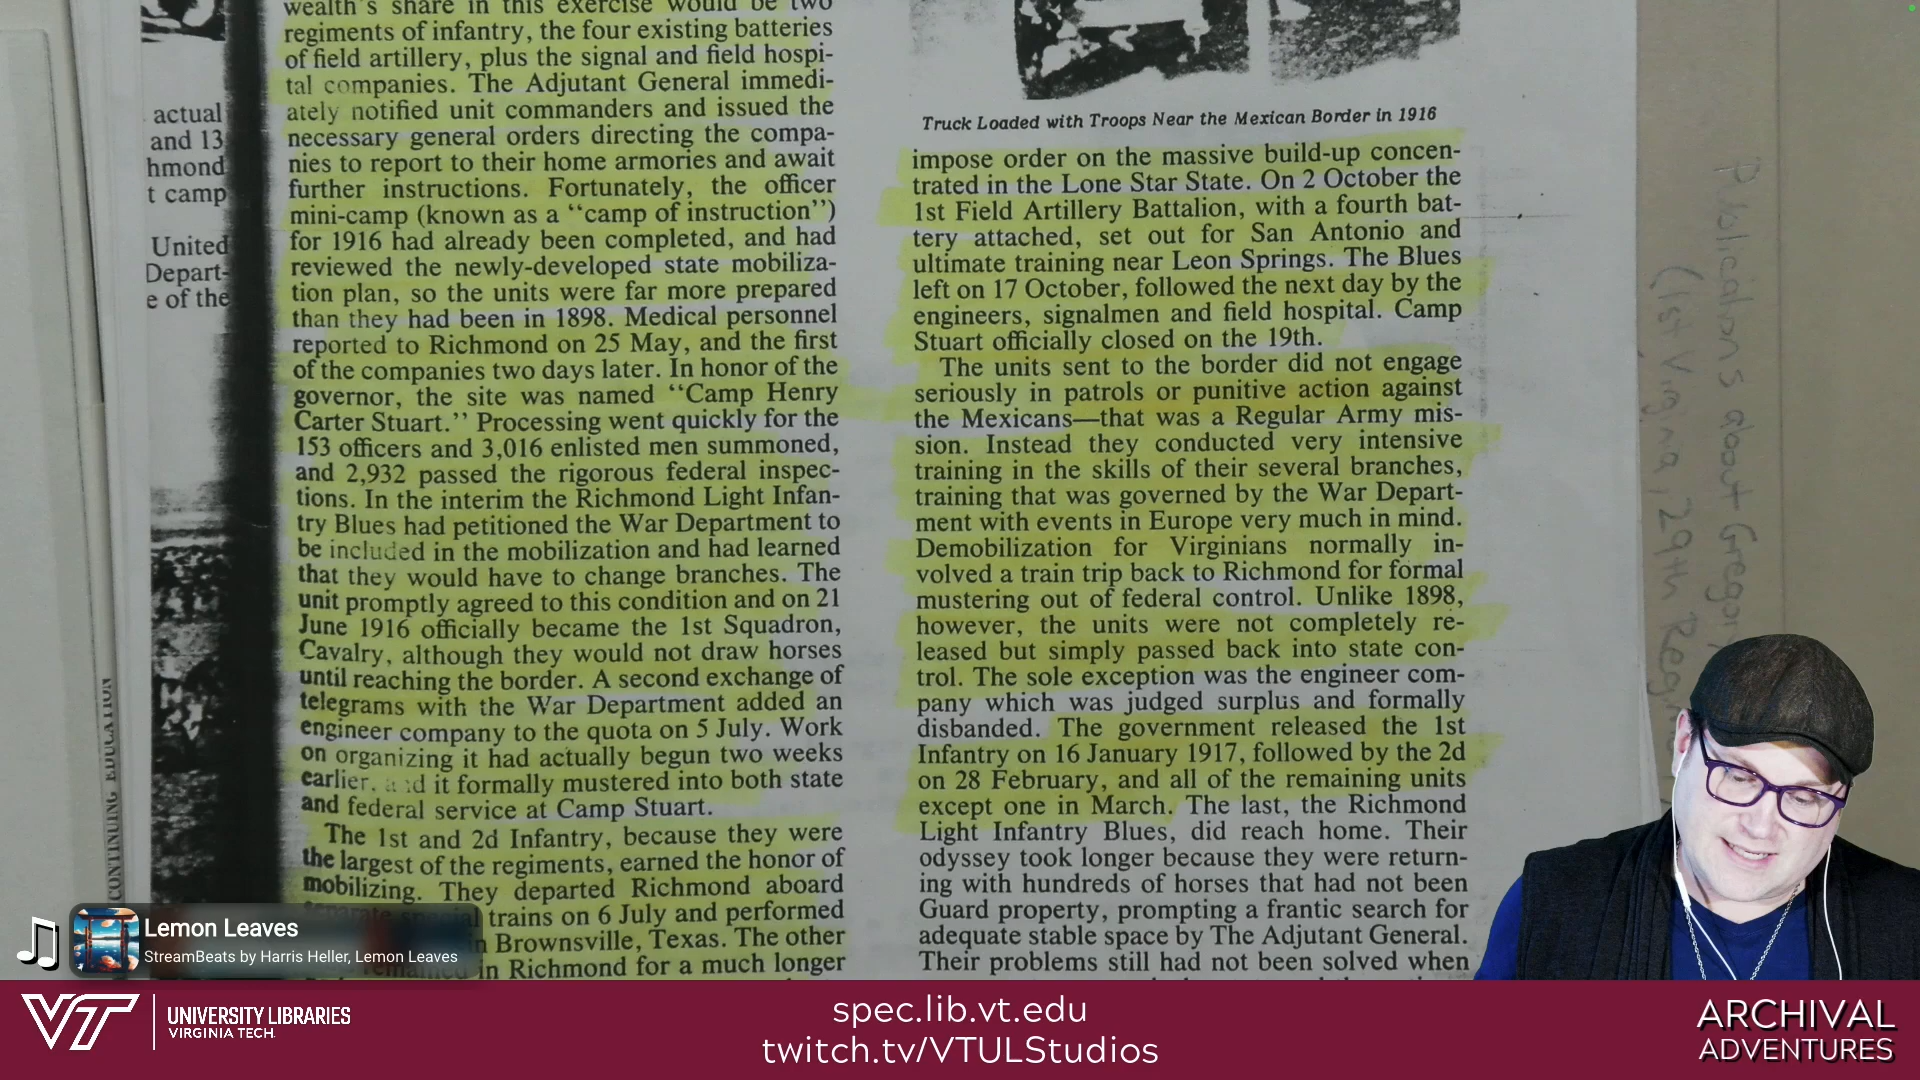 wealth's share in this exercise would be two
regiments of infantry, the four existing batteries
of field artillery, plus the signal and field hospi-
tal companies. The Adjutant General immedi-
ately notified unit commanders and issued the
necessary general orders directing the compa-
nies to report to their home armories and await
further instructions. Fortunately, the officer
mini-camp (known as a “camp of instruction”)
for 1916 had already been completed, and had
reviewed the newly-developed state mobiliza-
tion plan, so the units were far more prepared
than they had been in 1898. Medical personnel
reported to Richmond on 25 May, and the first
of the companies two days later. In honor of the
governor, the site was named “Camp Henry
Carter Stuart.” Processing went quickly for the
153 officers and 3,016 enlisted men summoned,
and 2,932 passed the rigorous federal inspec-
tions. In the interim the Richmond Light Infan-
try Blues had petitioned the War Department to
be included in the mobilization and had learned
that they would have to change branches. The
unit promptly agreed to this condition and on 21
June 1916 officially became the 1st Squadron,
Cavalry, although they would not draw horses
until reaching the border. A second exchange of
telegrams with the War Department added an
engineer company to the quota on 5 July. Work
on organizing it had actually begun two weeks
earlier, and it formally mustered into both state
and federal service at Camp Stuart.
The 1st and 2d Infantry, because they were
the largest of the regiments, earned the honor of
mobilizing. They departed Richmond aboard
separate special trains on 6 July and performed
in Brownsville, Texas. The other
remained in Richmond for a much longer
actual
and 13
hmond
t camp
United
Depart-
e of the
CONTINUING EDUCATION
Truck Loaded with Troops Near the Mexican Border in 1916
impose order on the massive build-up concen-
trated in the Lone Star State. On 2 October the
1st Field Artillery Battalion, with a fourth bat-
tery attached, set out for San Antonio and
ultimate training near Leon Springs. The Blues
left on 17 October, followed the next day by the
engineers, signalmen and field hospital. Camp
Stuart officially closed on the 19th.
The units sent to the border did not engage
seriously in patrols or punitive action against
the Mexicans—that was a Regular Army mis-
sion. Instead they conducted very intensive
training in the skills of their several branches,
training that was governed by the War Depart-
ment with events in Europe very much in mind.
Demobilization for Virginians normally in-
volved a train trip back to Richmond for formal
mustering out of federal control. Unlike 1898,
however, the units were not completely re-
leased but simply passed back into state con-
trol. The sole exception was the engineer com-
pany which was judged surplus and formally
disbanded. The government released the 1st
Infantry on 16 January 1917, followed by the 2d
on 28 February, and all of the remaining units
except one in March. The last, the Richmond
Light Infantry Blues, did reach home. Their
odyssey took longer because they were return-
ing with hundreds of horses that had not been
Guard property, prompting a frantic search for
adequate stable space by The Adjutant General.
Their problems still had not been solved when
Publications about Gregory
(1st Virginia, 29th Reg
Lemon Leaves
StreamBeats by Harris Heller, Lemon Leaves
VT
UNIVERSITY LIBRARIES
VIRGINIA TECH
spec.lib.vt.edu
twitch.tv/VTULStudios
ARCHIVAL
ADVENTURES